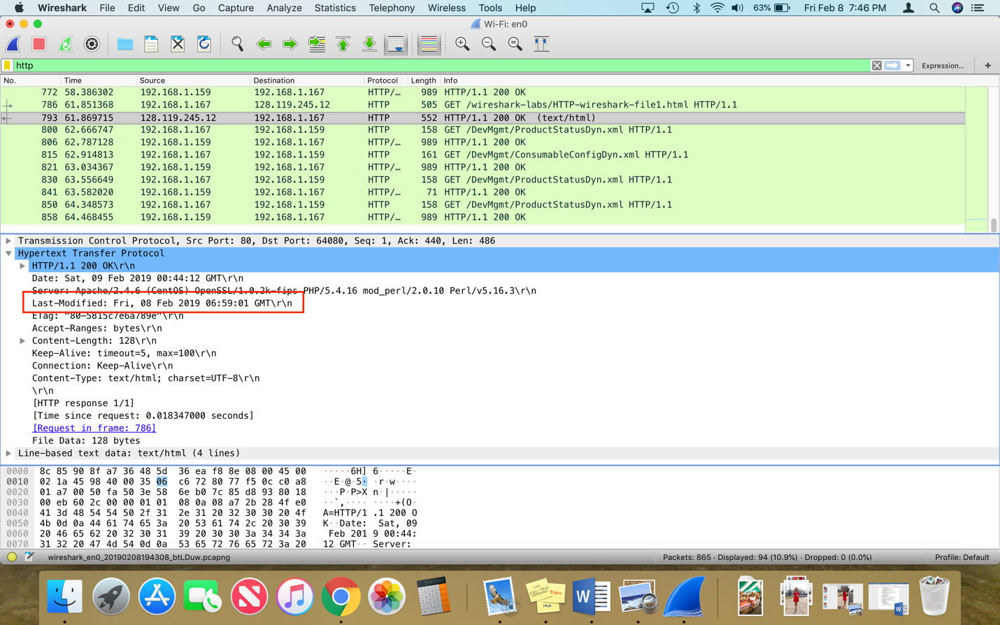 Wireshark File Edit View Go Capture Analyze Statistics Telephony Wireless Tools Help 63% Fri Feb 8 7:46 PM
Wi-Fi: en0
http Expression... +
No. Time Source Destination Protocol Length Info
772 58.386302 192.168.1.159 192.168.1.167 HTTP/… 989 HTTP/1.1 200 OK
786 61.851368 192.168.1.167 128.119.245.12 HTTP 505 GET /wireshark-labs/HTTP-wireshark-file1.html HTTP/1.1
793 61.869715 128.119.245.12 192.168.1.167 HTTP 552 HTTP/1.1 200 OK (text/html)
800 62.666747 192.168.1.167 192.168.1.159 HTTP 158 GET /DevMgmt/ProductStatusDyn.xml HTTP/1.1
806 62.787128 192.168.1.159 192.168.1.167 HTTP/… 989 HTTP/1.1 200 OK
815 62.914813 192.168.1.167 192.168.1.159 HTTP 161 GET /DevMgmt/ConsumableConfigDyn.xml HTTP/1.1
821 63.034367 192.168.1.159 192.168.1.167 HTTP/… 989 HTTP/1.1 200 OK
830 63.556649 192.168.1.167 192.168.1.159 HTTP 158 GET /DevMgmt/ProductStatusDyn.xml HTTP/1.1
841 63.582020 192.168.1.159 192.168.1.167 HTTP/… 71 HTTP/1.1 200 OK
850 64.348573 192.168.1.167 192.168.1.159 HTTP 158 GET /DevMgmt/ProductStatusDyn.xml HTTP/1.1
858 64.468455 192.168.1.159 192.168.1.167 HTTP/… 989 HTTP/1.1 200 OK
Transmission Control Protocol, Src Port: 80, Dst Port: 64080, Seq: 1, Ack: 440, Len: 486
Hypertext Transfer Protocol
HTTP/1.1 200 OK\r\n
Date: Sat, 09 Feb 2019 00:44:12 GMT\r\n
Server: Apache/2.4.6 (CentOS) OpenSSL/1.0.2k-fips PHP/5.4.16 mod_perl/2.0.10 Perl/v5.16.3\r\n
Last-Modified: Fri, 08 Feb 2019 06:59:01 GMT\r\n
ETag: "80-5815c7e6a789e"\r\n
Accept-Ranges: bytes\r\n
Content-Length: 128\r\n
Keep-Alive: timeout=5, max=100\r\n
Connection: Keep-Alive\r\n
Content-Type: text/html; charset=UTF-8\r\n
\r\n
[HTTP response 1/1]
[Time since request: 0.018347000 seconds]
[Request in frame: 786]
File Data: 128 bytes
Line-based text data: text/html (4 lines)
0000 8c 85 90 8f a7 36 48 5d 36 ea f8 8e 08 00 45 00 ·····6H] 6·····E·
0010 02 1a 45 98 40 00 35 06 c6 72 80 77 f5 0c c0 a8 ··E·@·5· ·r·w····
0020 01 a7 00 50 fa 50 3e 58 6e b0 7c 85 d8 93 80 18 ···P·P>X n·|·····
0030 00 eb 60 2c 00 00 01 01 08 0a 08 a7 2b 28 4f e0 ··`,···· ····+(O·
0040 41 3d 48 54 54 50 2f 31 2e 31 20 32 30 30 20 4f A=HTTP/1 .1 200 O
0050 4b 0d 0a 44 61 74 65 3a 20 53 61 74 2c 20 30 39 K··Date: Sat, 09
0060 20 46 65 62 20 32 30 31 39 20 30 30 3a 34 34 3a Feb 201 9 00:44:
0070 31 32 20 47 4d 54 0d 0a 53 65 72 76 65 72 3a 20 12 GMT·· Server:
wireshark_en0_20190208194308_btLDuw.pcapng Packets: 865 · Displayed: 94 (10.9%) · Dropped: 0 (0.0%) Profile: Default